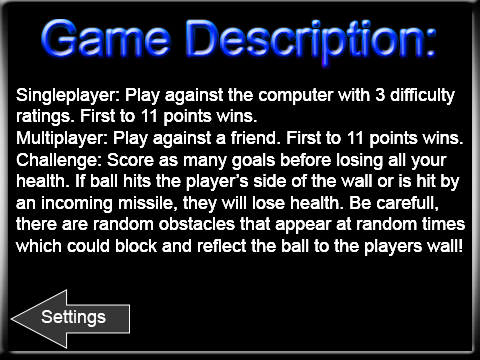 Game Description:
Singleplayer: Play against the computer with 3 difficulty
ratings. First to 11 points wins.
Multiplayer: Play against a friend. First to 11 points wins.
Challenge: Score as many goals before losing all your
health. If ball hits the player's side of the wall or is hit by
an incoming missile, they will lose health. Be carefull,
there are random obstacles that appear at random times
which could block and reflect the ball to the players wall!
Settings